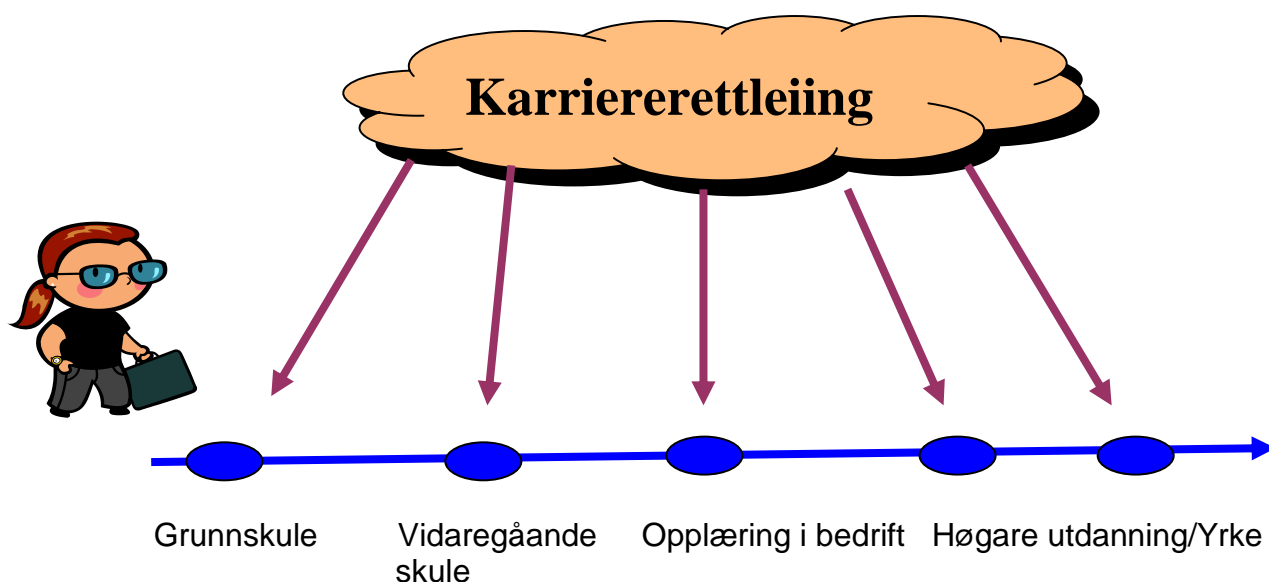 Karriererettleiing
Grunnskule
Vidaregåande
skule
Opplæring i bedrift
Høgare utdanning/Yrke